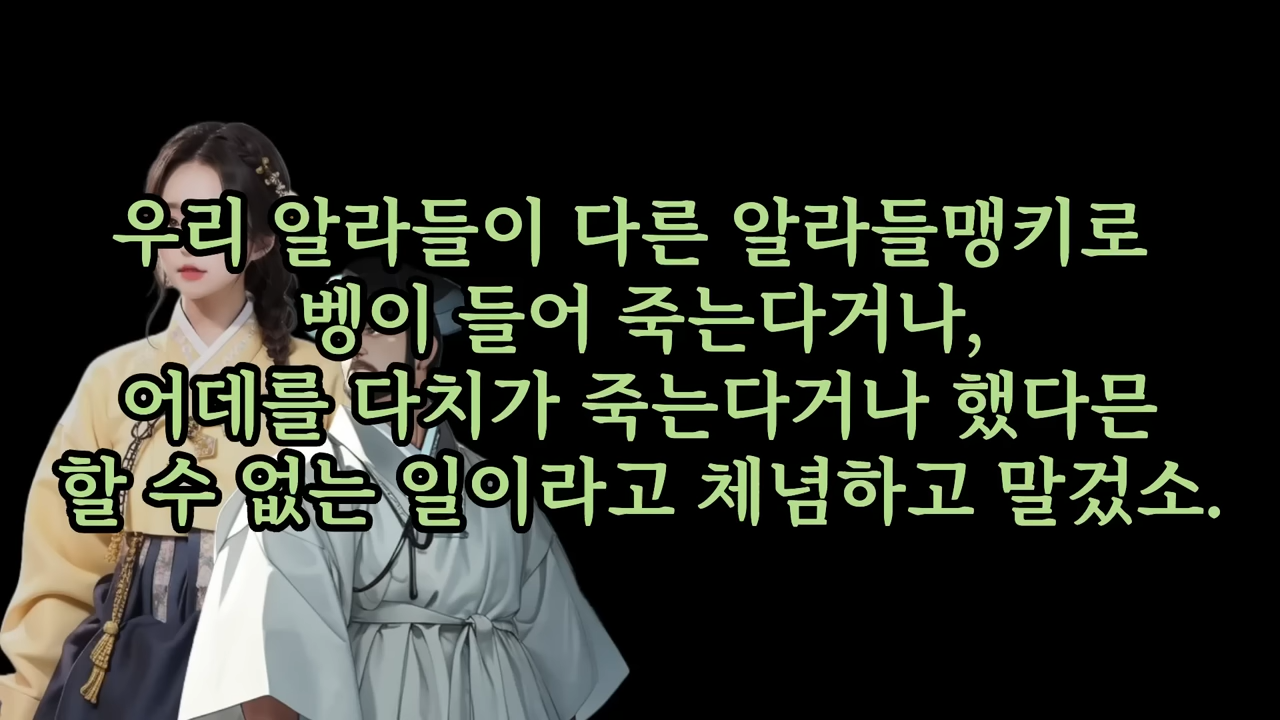 우리 알라들이 다른 알라들맹키로
벵이 들어 죽는다거나,
어데를 다치가 죽는다거나 했다믄
할 수 없는 일이라고 체념하고 말겄소.